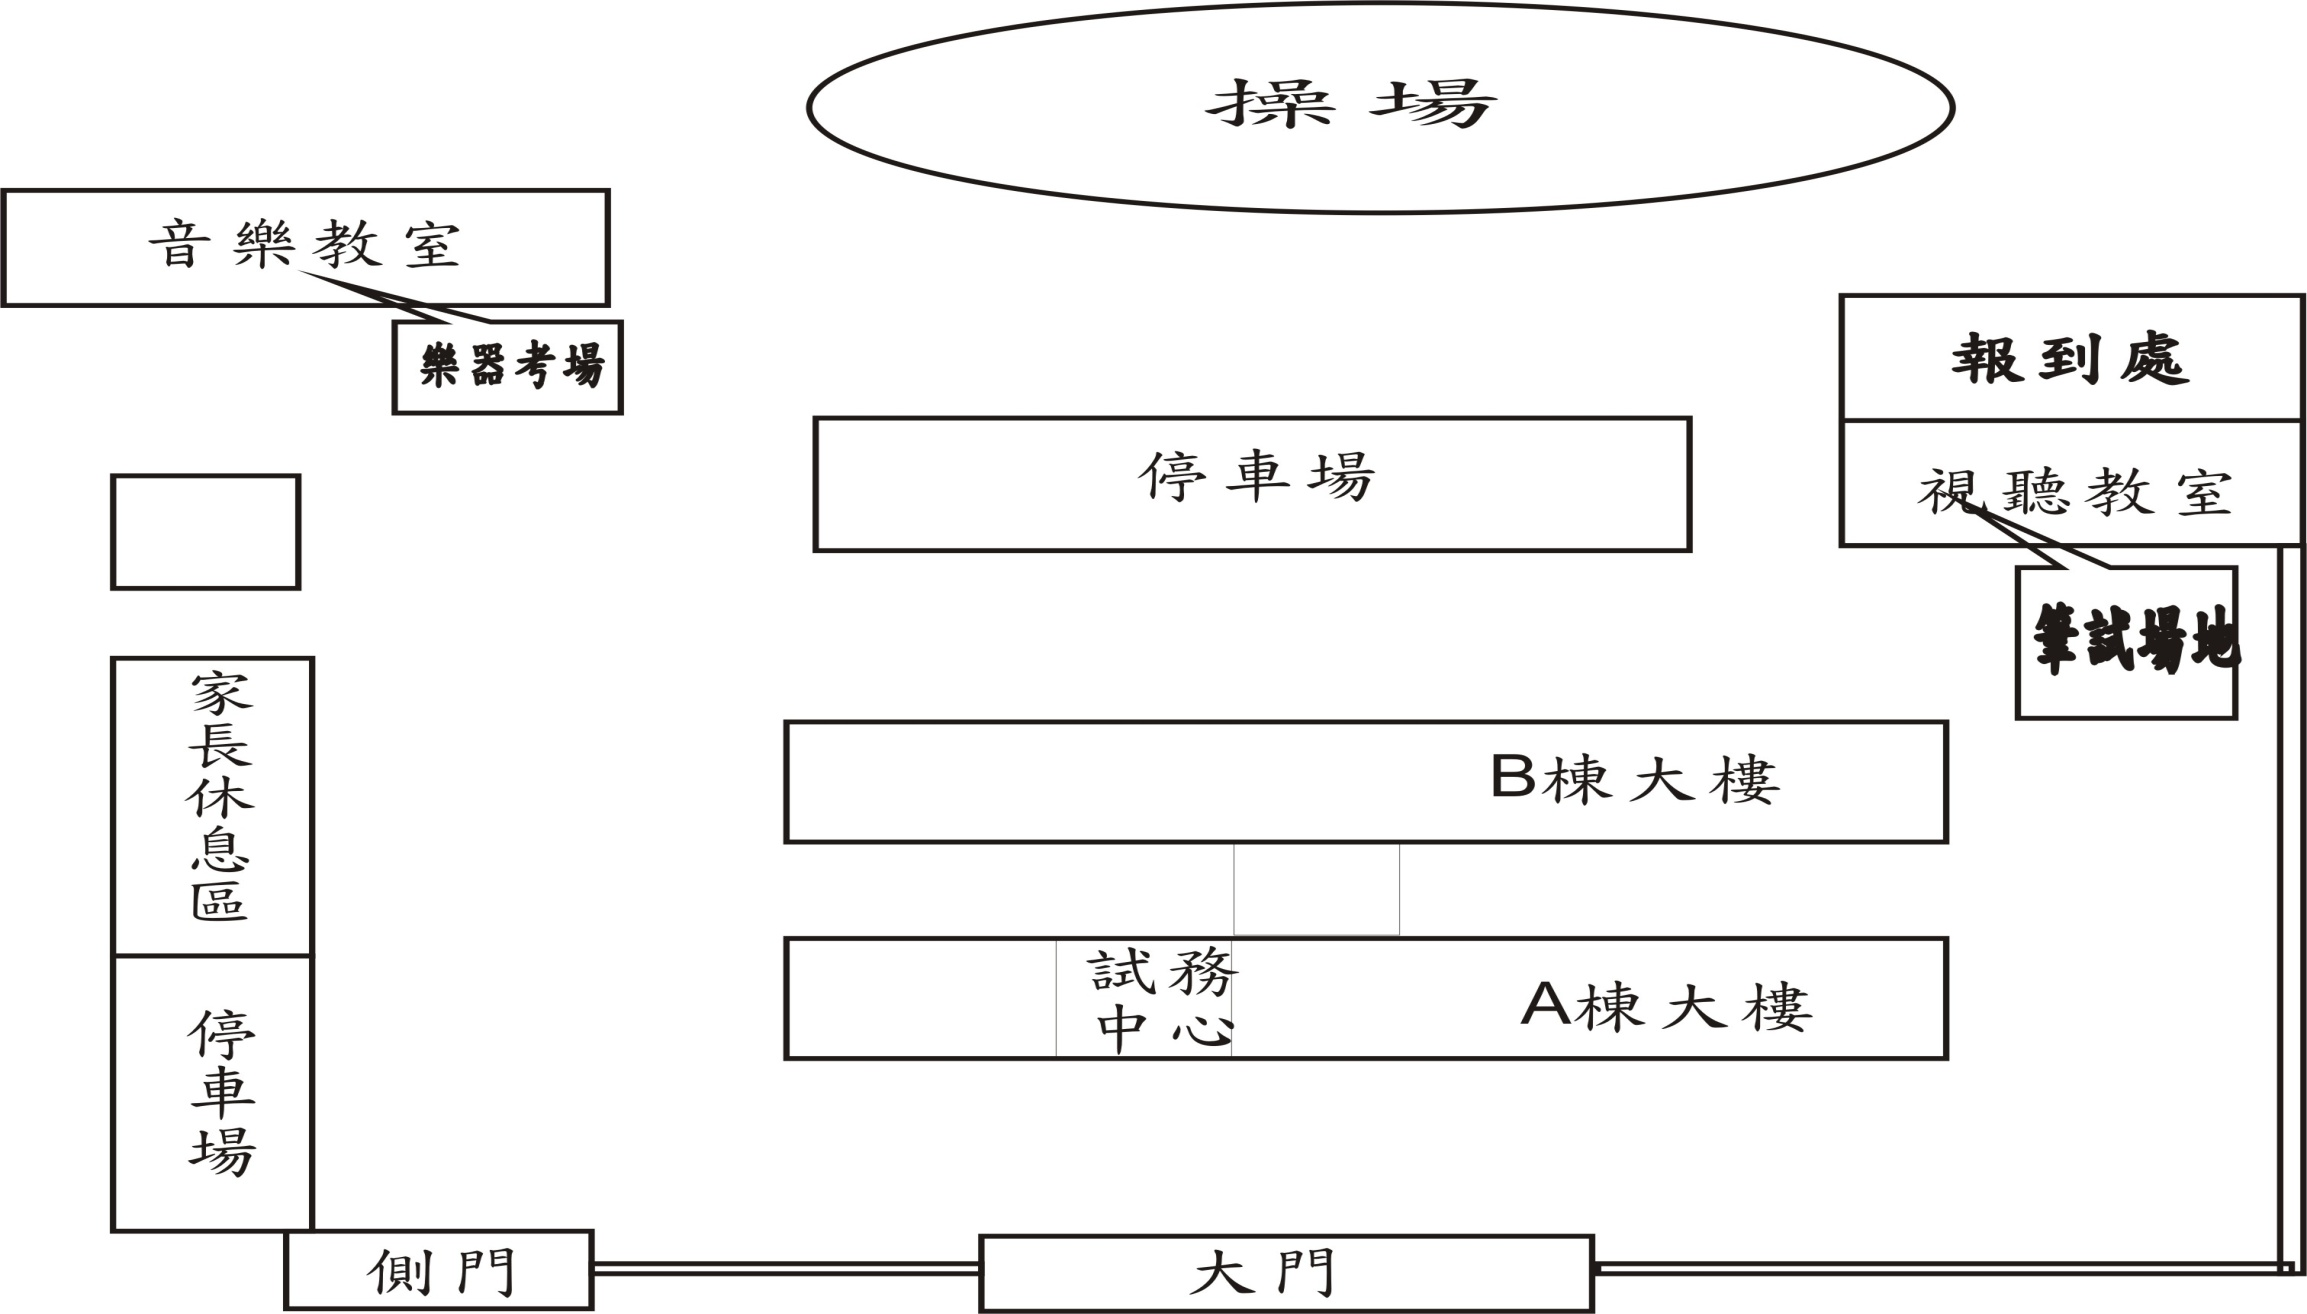 操場
音樂教室
樂器考場
報到處
停車場
視聽教室
筆試場地
家長休息區
B棟大樓
試務
中心
A棟大樓
停車場
側門
大門